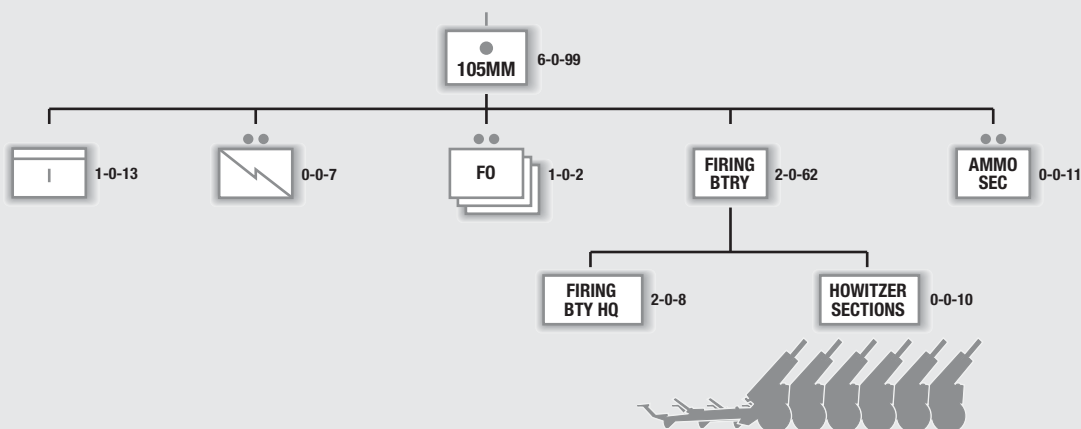 105MM
6-0-99
1-0-13
0-0-7
FO
1-0-2
FIRING
BTRY
2-0-62
AMMO
SEC
0-0-11
FIRING
BTY HQ
2-0-8
HOWITZER
SECTIONS
0-0-10